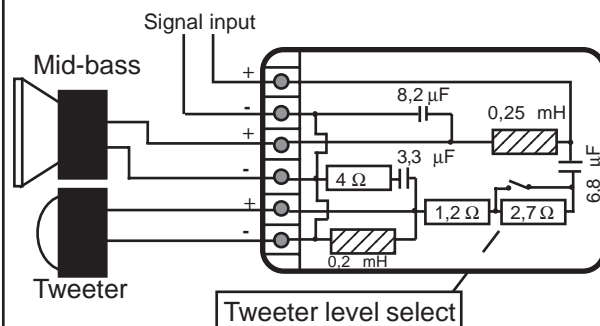 Signal input
Mid-bass
+
-
+
-
+
-
8,2 µF
0,25 mH
3,3 µF
6.8 µF
4 Ω
1,2 Ω
2,7 Ω
0,2 mH
Tweeter
Tweeter level select